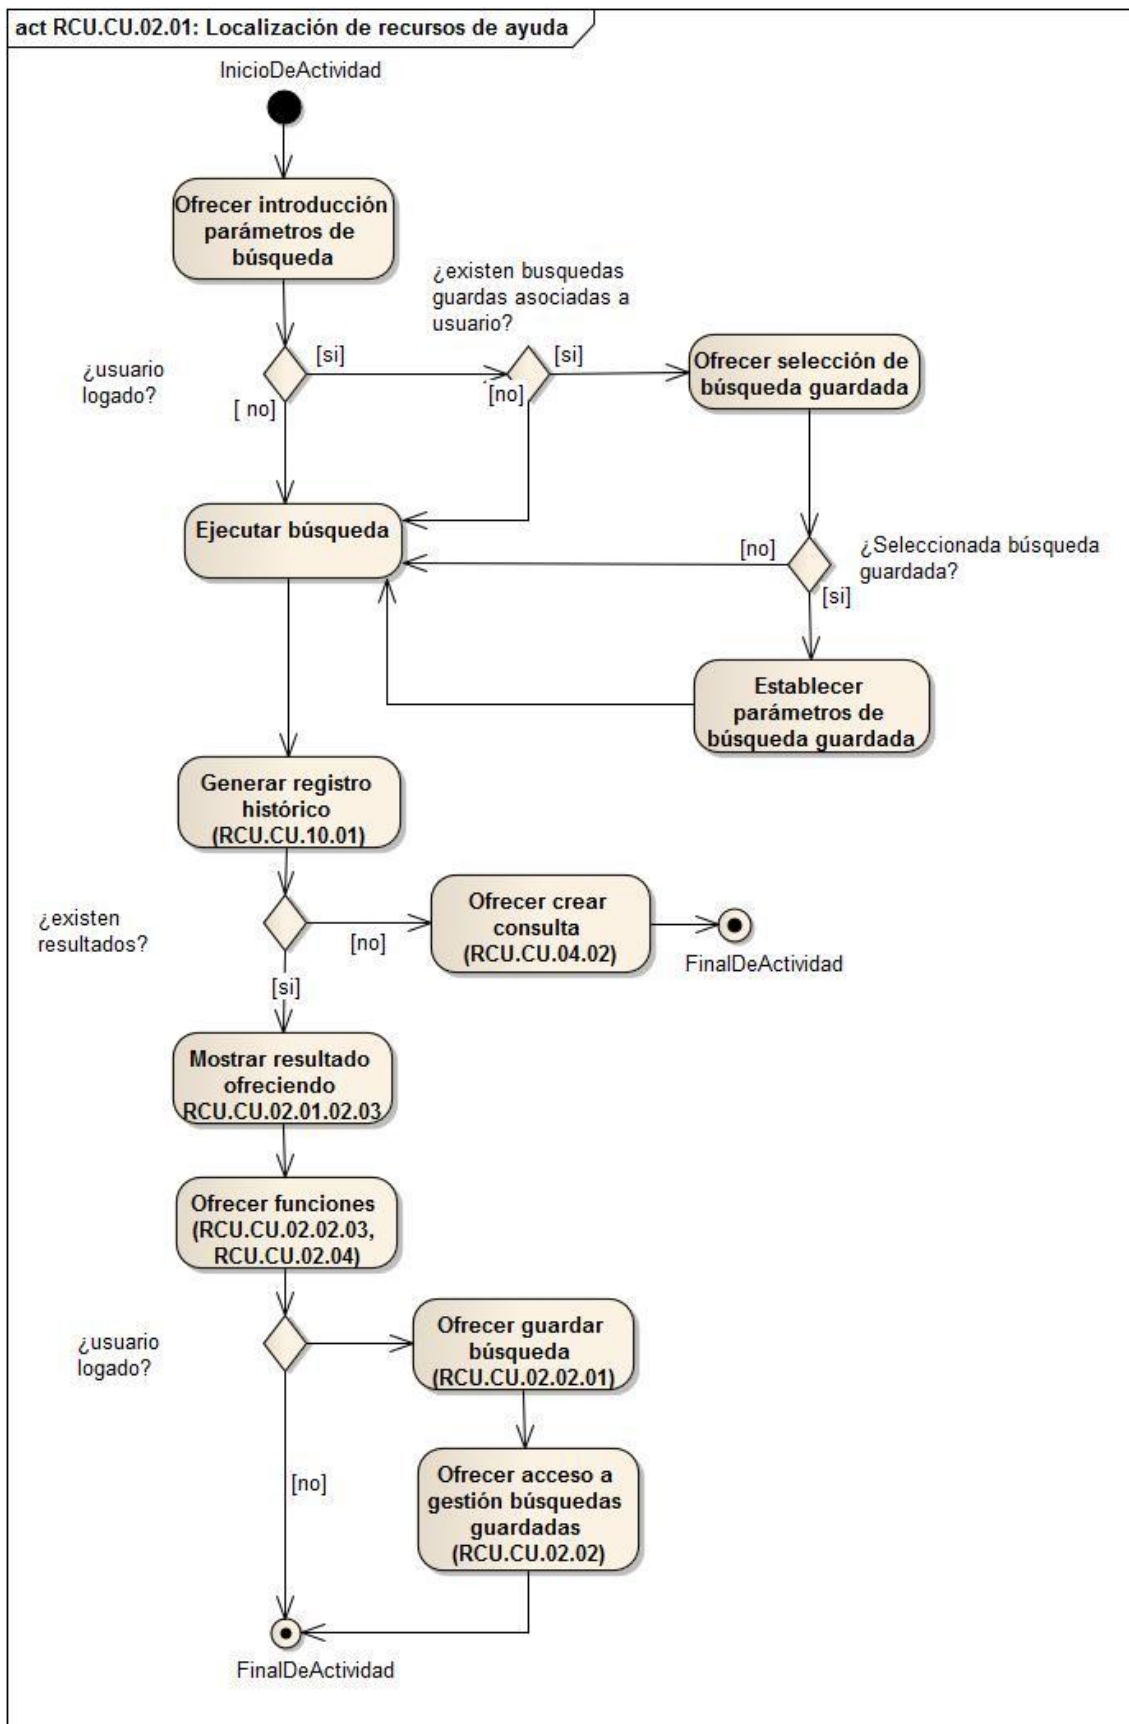 act RCU.CU.02.01: Localización de recursos de ayuda
InicioDeActividad
Ofrecer introducción
parámetros de
búsqueda
¿existen busquedas
guardas asociadas a
usuario?
¿usuario
logado?
[si]
[ no]
[si]
[no]
Ofrecer selección de
búsqueda guardada
Ejecutar búsqueda
[no]
¿Seleccionada búsqueda
guardada?
[si]
Establecer
parámetros de
búsqueda guardada
Generar registro
histórico
(RCU.CU.10.01)
¿existen
resultados?
[no]
[si]
Ofrecer crear
consulta
(RCU.CU.04.02)
FinalDeActividad
Mostrar resultado
ofreciendo
RCU.CU.02.01.02.03
Ofrecer funciones
(RCU.CU.02.02.03,
RCU.CU.02.04)
¿usuario
logado?
Ofrecer guardar
búsqueda
(RCU.CU.02.02.01)
[no]
Ofrecer acceso a
gestión búsquedas
guardadas
(RCU.CU.02.02)
FinalDeActividad